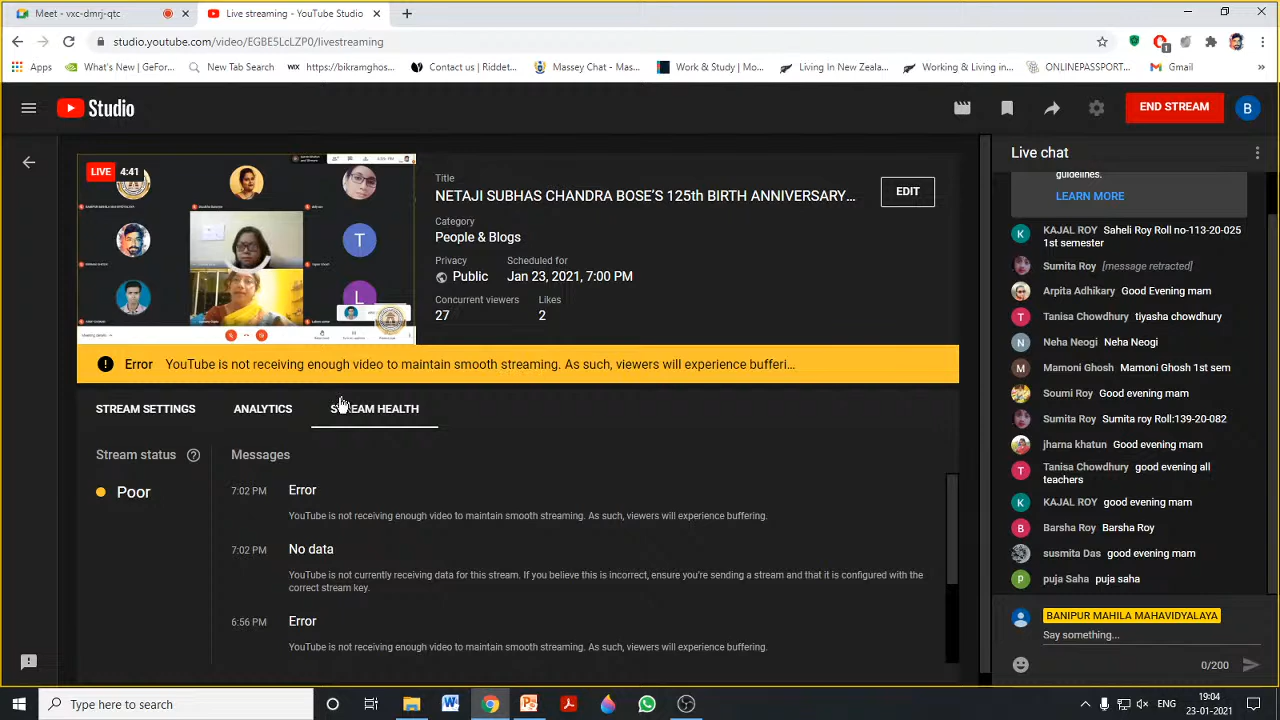 Meet - vxc-dmrj-qtc
Live streaming - YouTube Studio
studio.youtube.com/video/EGBE5LcLZP0/livestreaming
1
Apps
What's New (GeFor...
New Tab Search
WIX https://bikramghos...
Contact us | Riddet...
Massey Chat - Mas...
Work & Study | Mo...
Living In New Zeala...
Working & Living in...
ONLINEPASSPORT...
Gmail
»
Studio
END STREAM
B
LIVE 4:41
T
L
Title
NETAJI SUBHAS CHANDRA BOSE'S 125th BIRTH ANNIVERSARY...
EDIT
Category
People & Blogs
Privacy
Public
Scheduled for
Jan 23, 2021, 7:00 PM
Concurrent viewers
27
Likes
2
Error YouTube is not receiving enough video to maintain smooth streaming. As such, viewers will experience bufferi...
STREAM SETTINGS
ANALYTICS
STREAM HEALTH
Stream status
Poor
Messages
7:02 PM Error
YouTube is not receiving enough video to maintain smooth streaming. As such, viewers will experience buffering.
7:02 PM No data
YouTube is not currently receiving data for this stream. If you believe this is incorrect, ensure you're sending a stream and that it is configured with the
correct stream key.
6:56 PM Error
YouTube is not receiving enough video to maintain smooth streaming. As such, viewers will experience buffering.
Live chat
guidelines.
LEARN MORE
K KAJAL ROY Saheli Roy Roll no-113-20-025
1st semester
Sumita Roy [message retracted]
Arpita Adhikary Good Evening mam
T Tanisa Chowdhury tiyasha chowdhury
Neha Neogi Neha Neogi
M Mamoni Ghosh Mamoni Ghosh 1st sem
Soumi Roy Good evening mam
Sumita Roy Sumita roy Roll:139-20-082
jharna khatun Good evening mam
T Tanisa Chowdhury good evening all
teachers
K KAJAL ROY good evening mam
B Barsha Roy Barsha Roy
susmita Das good evening mam
P puja Saha puja saha
BANIPUR MAHILA MAHAVIDYALAYA
Say something...
0/200
Type here to search
ENG
19:04
23-01-2021